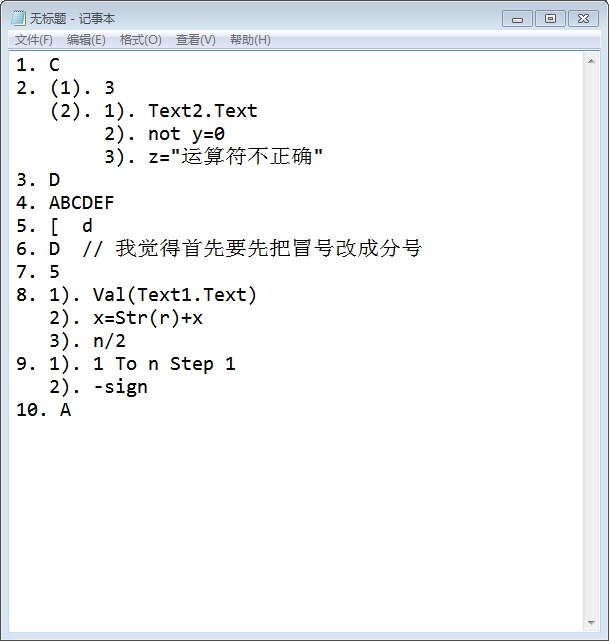 无标题 - 记事本
文件(F) 编辑(E) 格式(O) 查看(V) 帮助(H)
1. C
2. (1). 3
(2). 1). Text2.Text
2). not y=0
3). z="运算符不正确"
3. D
4. ABCDEF
5. [  d
6. D  // 我觉得首先要先把冒号改成分号
7. 5
8. 1). Val(Text1.Text)
2). x=Str(r)+x
3). n/2
9. 1). 1 To n Step 1
2). -sign
10. A